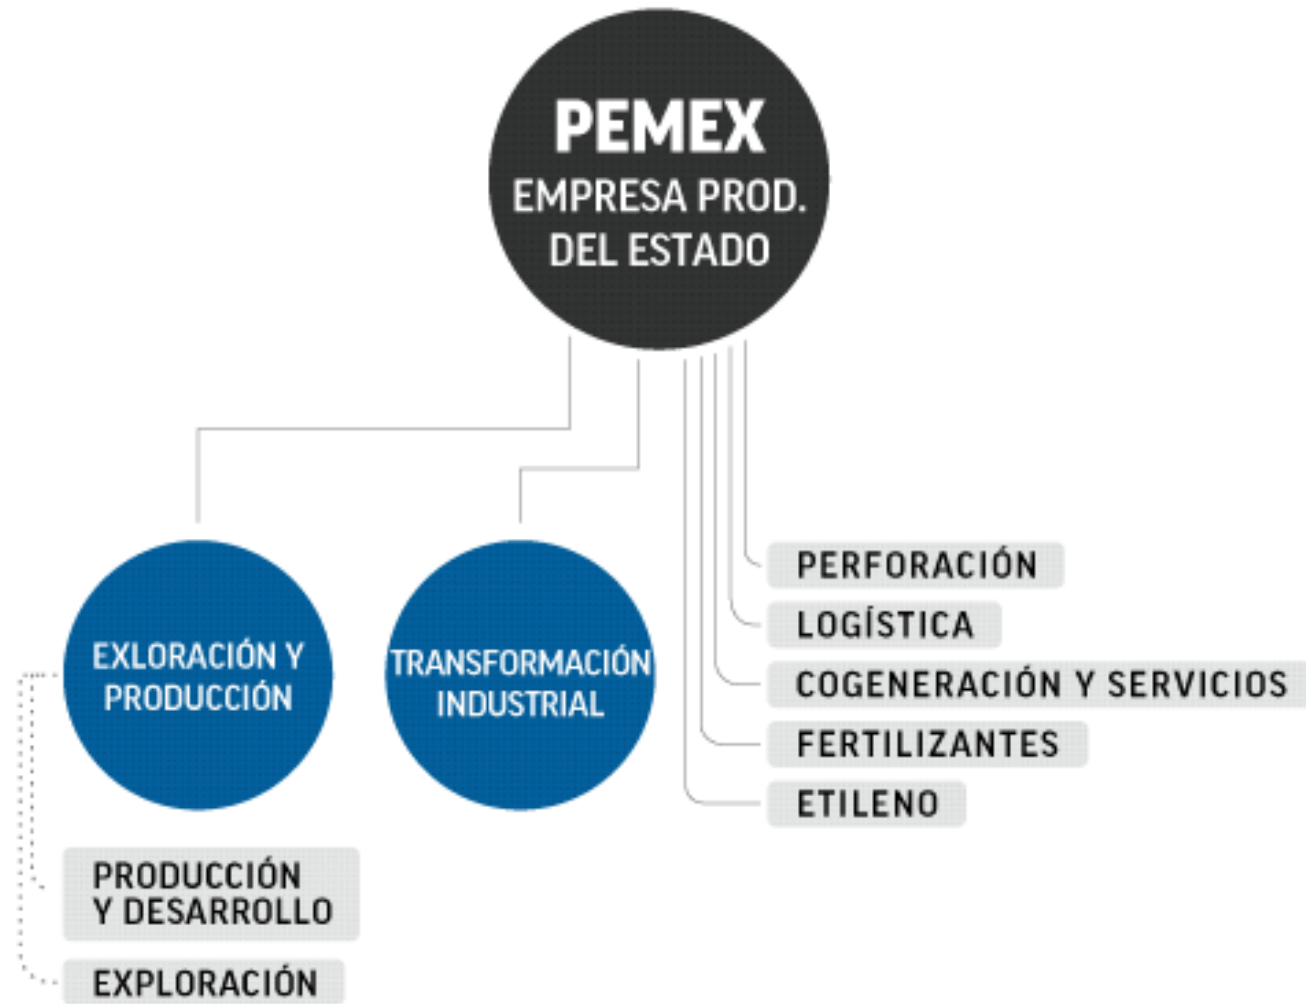 PEMEX
EMPRESA PROD.
DEL ESTADO
EXLORACIÓN Y
PRODUCCIÓN
TRANSFORMACIÓN
INDUSTRIAL
PERFORACIÓN
LOGÍSTICA
COGENERACIÓN Y SERVICIOS
FERTILIZANTES
ETILENO
PRODUCCIÓN
Y DESARROLLO
EXPLORACIÓN